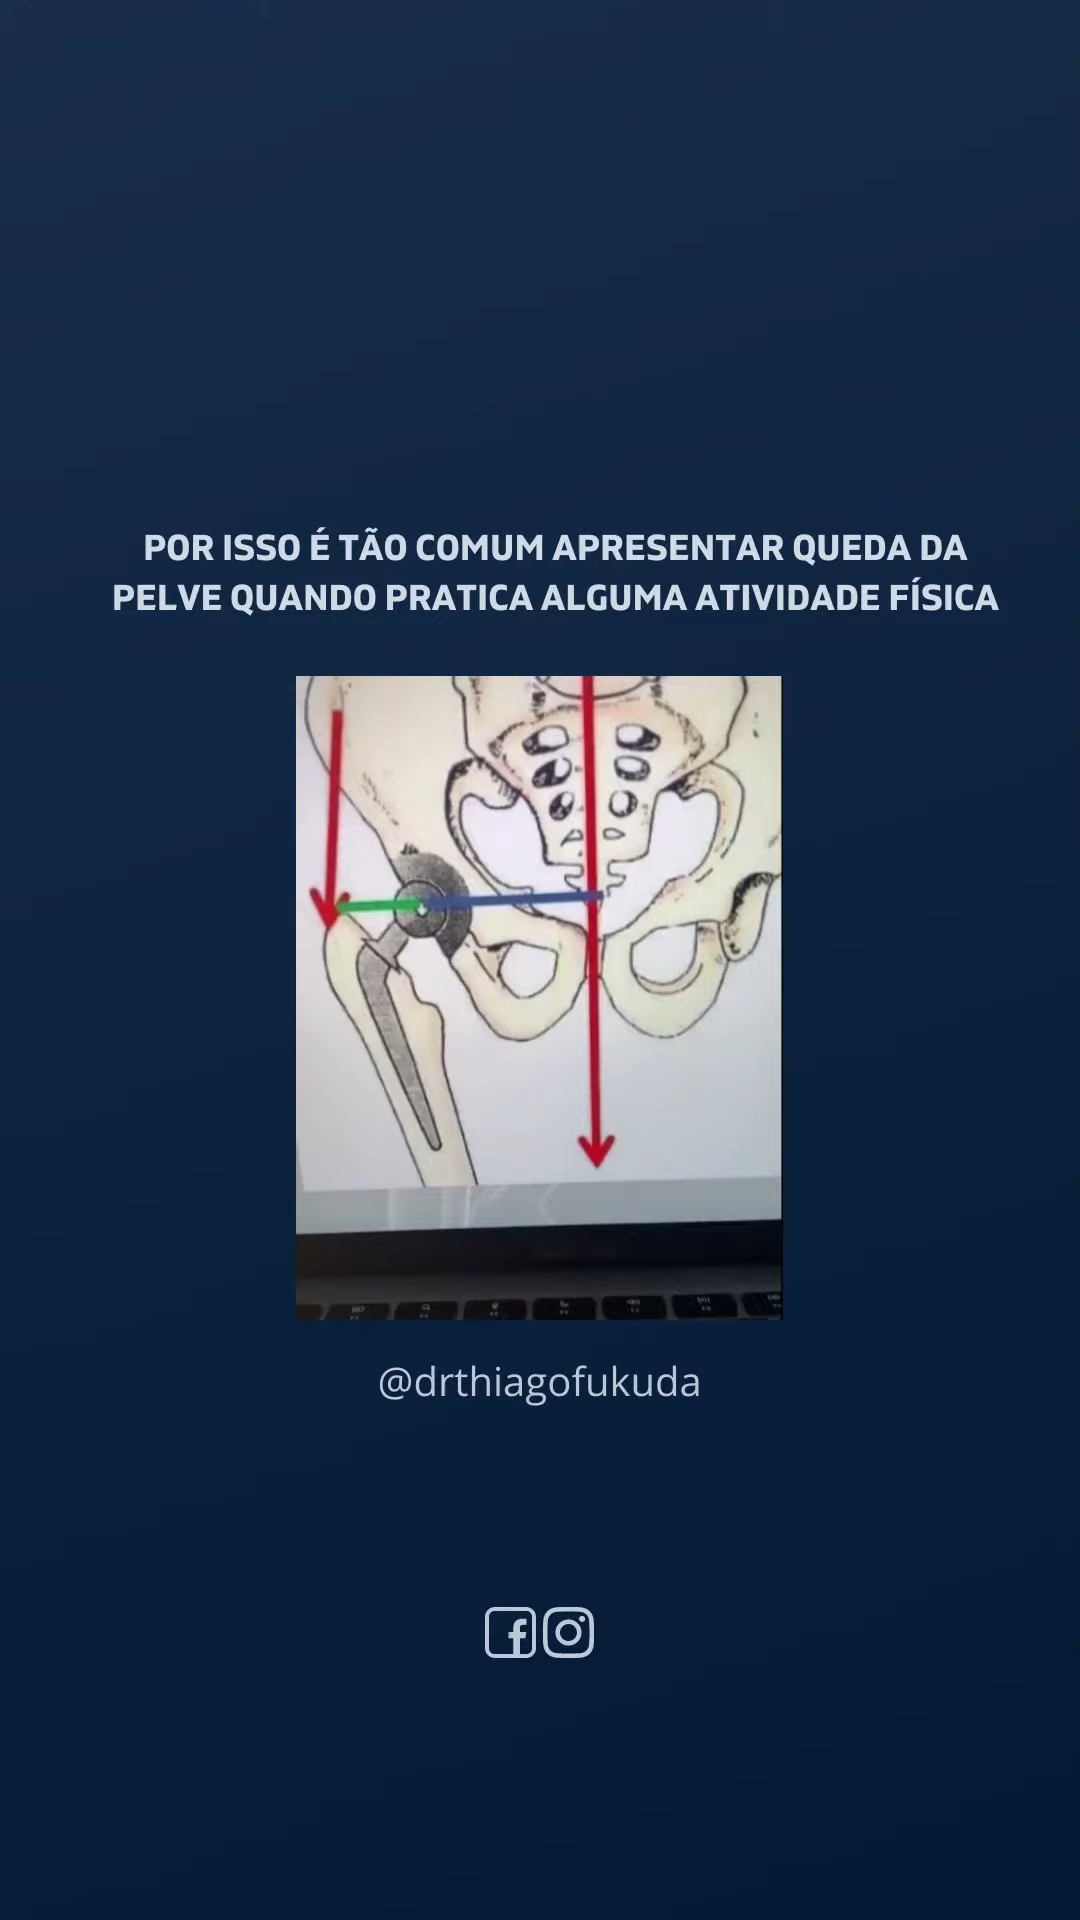 POR ISSO É TÃO COMUM APRESENTAR QUEDA DA
PELVE QUANDO PRATICA ALGUMA ATIVIDADE FÍSICA
@drthiagofukuda